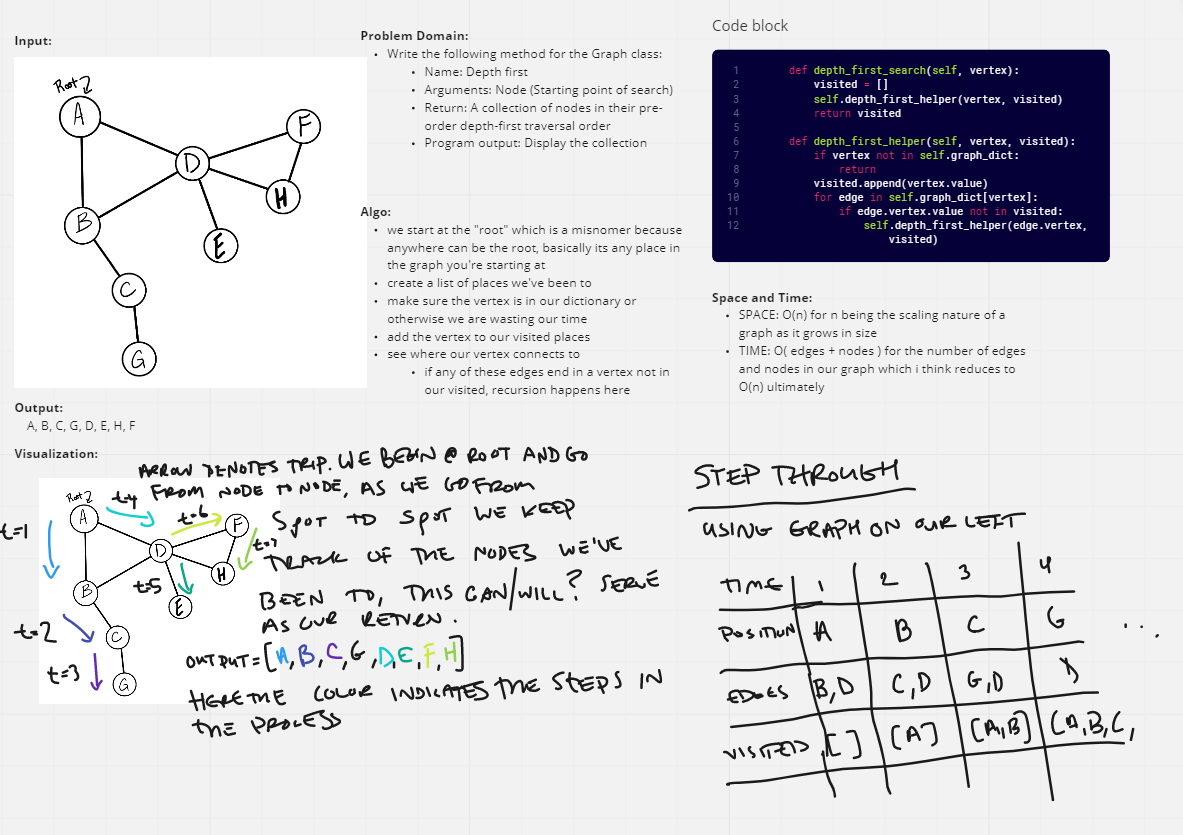 Input:
Root
A
F
D
H
B
E
C
G
Output:
A, B, C, G, D, E, H, F
Visualization:
Problem Domain:
• Write the following method for the Graph class:
• Name: Depth first
• Arguments: Node (Starting point of search)
• Return: A collection of nodes in their pre-
order depth-first traversal order
• Program output: Display the collection
Algo:
• we start at the "root" which is a misnomer because
anywhere can be the root, basically its any place in
the graph you're starting at
• create a list of places we've been to
• make sure the vertex is in our dictionary or
otherwise we are wasting our time
• add the vertex to our visited places
• see where our vertex connects to
• if any of these edges end in a vertex not in
our visited, recursion happens here
Code block
1 def depth_first_search(self, vertex):
2 visited = []
3 self.depth_first_helper(vertex, visited)
4 return visited
5
6 def depth_first_helper(self, vertex, visited):
7 if vertex not in self.graph_dict:
8 return
9 visited.append(vertex.value)
10 for edge in self.graph_dict[vertex]:
11 if edge.vertex.value not in visited:
12 self.depth_first_helper(edge.vertex,
visited)
Space and Time:
• SPACE: O(n) for n being the scaling nature of a
graph as it grows in size
• TIME: O( edges + nodes ) for the number of edges
and nodes in our graph which i think reduces to
O(n) ultimately
ARROW DENOTES TRIP. WE BEGIN @ ROOT AND GO
FROM NODE TO NODE, AS WE GO FROM
SPOT TO SPOT WE KEEP
TRACK OF THE NODES WE'VE
BEEN TO, THIS CAN/WILL? SERVE
AS OUR RETURN.
OUTPUT=[A,B,C,G,D,E,F,H]
HERE THE COLOR INDICATES THE STEPS IN
THE PROCESS
Root
t=4
t=6
A
F
t=1
D
t=7
H
t=5
B
E
t=2
C
t=3
G
STEP THROUGH
USING GRAPH ON OUR LEFT
TIME 1 2 3 4
POSITION A B C G ...
EDGES B,D C,D G,D
VISITED [] [A] [A,B] [A,B,C,